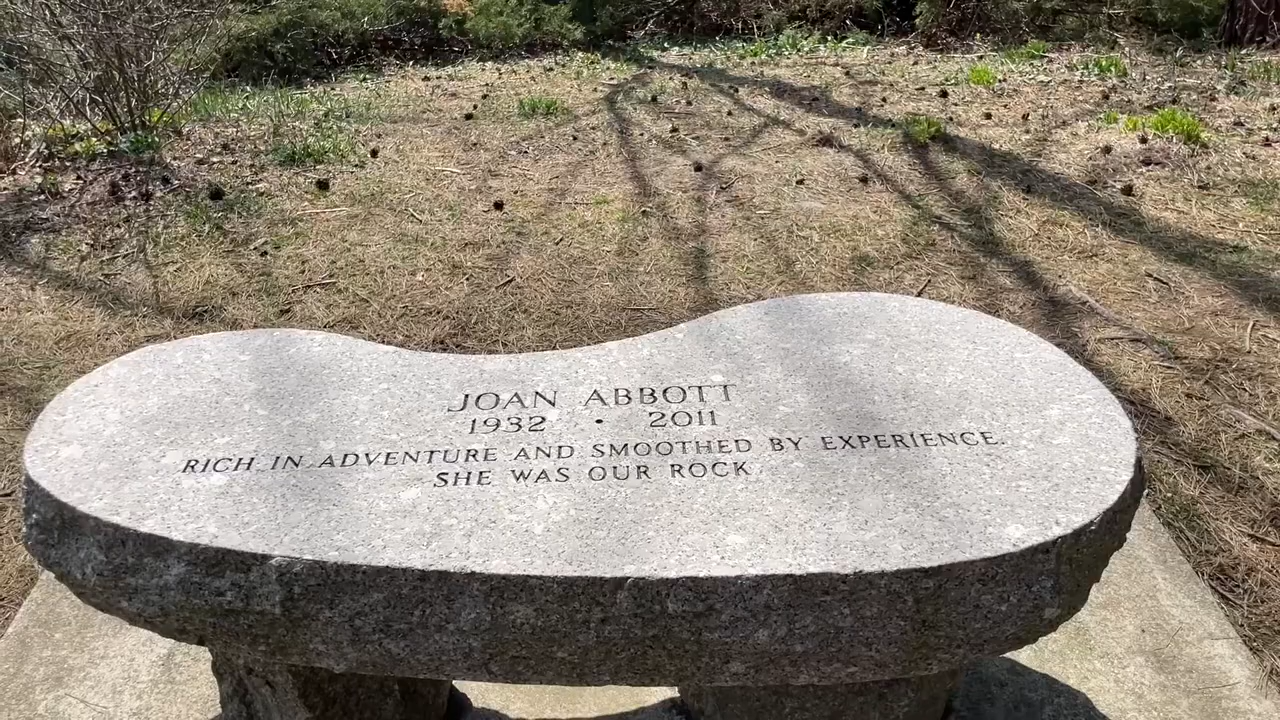 JOAN ABBOTT
1932 • 2011
RICH IN ADVENTURE AND SMOOTHED BY EXPERIENCE.
SHE WAS OUR ROCK